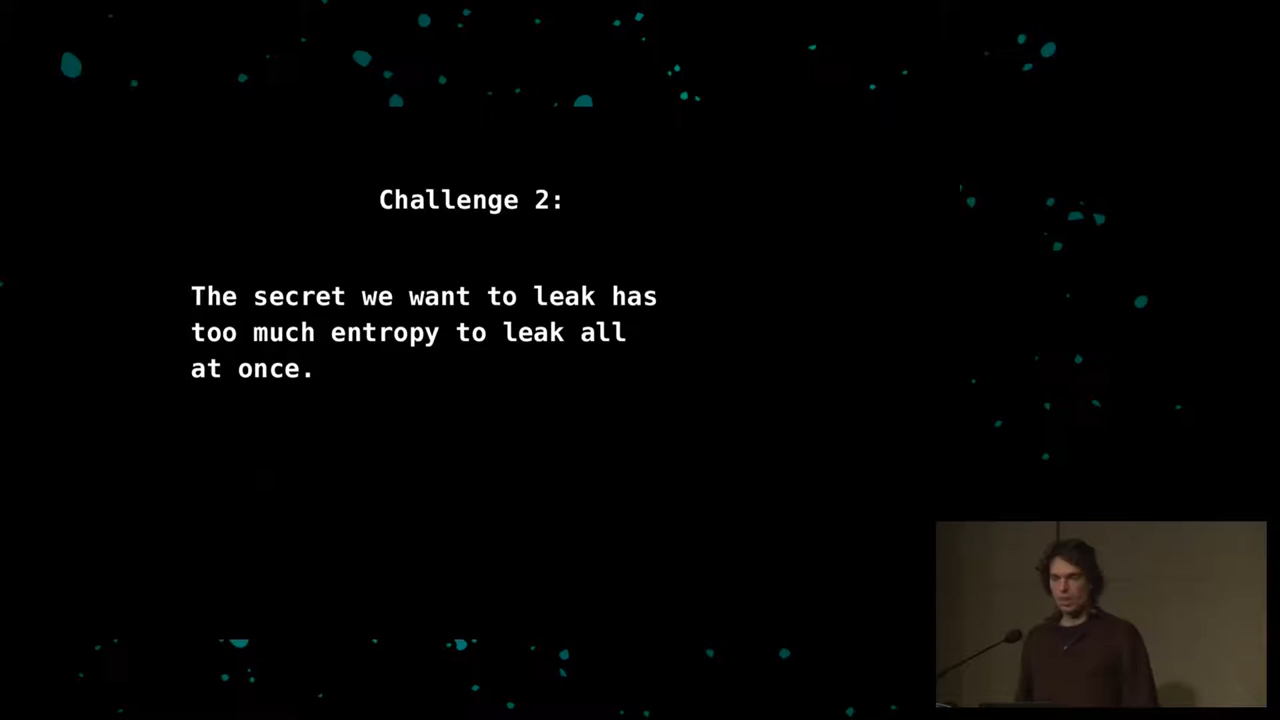 Challenge 2:
The secret we want to leak has
too much entropy to leak all
at once.